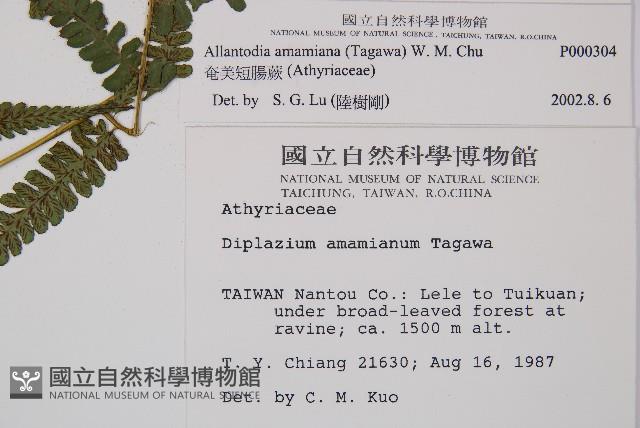 國立自然科學博物館
NATIONAL MUSEUM OF NATURAL SCIENCE, TAICHUNG, TAIWAN, R.O.CHINA
Allantodia amamiana (Tagawa) W. M. Chu P000304
奄美短腸蕨 (Athyriaceae)
Det. by S. G. Lu (陸樹剛) 2002.8. 6
國立自然科學博物館
NATIONAL MUSEUM OF NATURAL SCIENCE
TAICHUNG, TAIWAN, R.O.CHINA
Athyriaceae
Diplazium amamianum Tagawa
TAIWAN Nantou Co.: Lele to Tuikuan;
under broad-leaved forest at
ravine; ca. 1500 m alt.
T. Y. Chiang 21630; Aug 16, 1987
Det. by C. M. Kuo
國立自然科學博物館
NATIONAL MUSEUM OF NATURAL SCIENCE